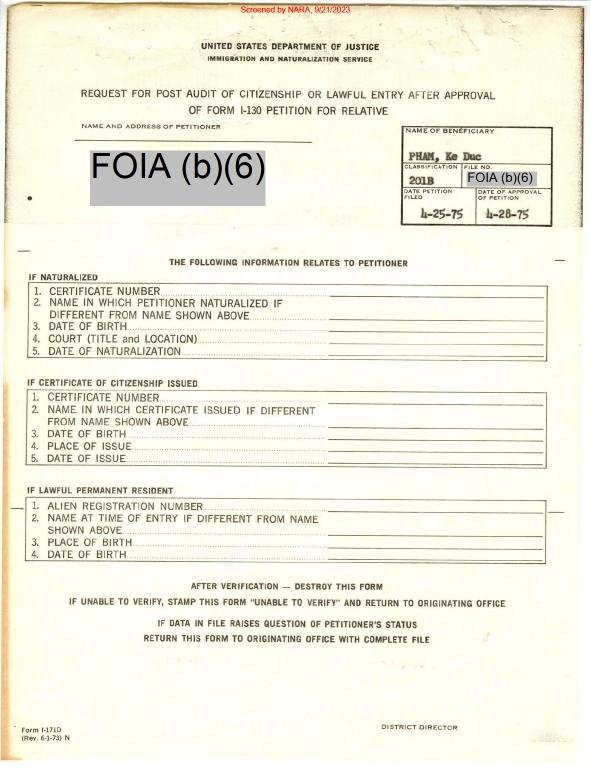 Screened by NARA, 9/21/2023
UNITED STATES DEPARTMENT OF JUSTICE
IMMIGRATION AND NATURALIZATION SERVICE
REQUEST FOR POST AUDIT OF CITIZENSHIP OR LAWFUL ENTRY AFTER APPROVAL
OF FORM I-130 PETITION FOR RELATIVE
NAME AND ADDRESS OF PETITIONER
FOIA (b)(6)
NAME OF BENEFICIARY
PHAM, Ke Duc
CLASSIFICATION FILE NO.
201B FOIA (b)(6)
DATE PETITION FILED DATE OF APPROVAL OF PETITION
4-25-75 4-28-75
THE FOLLOWING INFORMATION RELATES TO PETITIONER
IF NATURALIZED
1. CERTIFICATE NUMBER
2. NAME IN WHICH PETITIONER NATURALIZED IF
DIFFERENT FROM NAME SHOWN ABOVE
3. DATE OF BIRTH
4. COURT (TITLE and LOCATION)
5. DATE OF NATURALIZATION
IF CERTIFICATE OF CITIZENSHIP ISSUED
1. CERTIFICATE NUMBER
2. NAME IN WHICH CERTIFICATE ISSUED IF DIFFERENT
FROM NAME SHOWN ABOVE
3. DATE OF BIRTH
4. PLACE OF ISSUE
5. DATE OF ISSUE
IF LAWFUL PERMANENT RESIDENT
1. ALIEN REGISTRATION NUMBER
2. NAME AT TIME OF ENTRY IF DIFFERENT FROM NAME
SHOWN ABOVE
3. PLACE OF BIRTH
4. DATE OF BIRTH
AFTER VERIFICATION — DESTROY THIS FORM
IF UNABLE TO VERIFY, STAMP THIS FORM "UNABLE TO VERIFY" AND RETURN TO ORIGINATING OFFICE
IF DATA IN FILE RAISES QUESTION OF PETITIONER'S STATUS
RETURN THIS FORM TO ORIGINATING OFFICE WITH COMPLETE FILE
Form I-171D
(Rev. 6-1-73) N
DISTRICT DIRECTOR